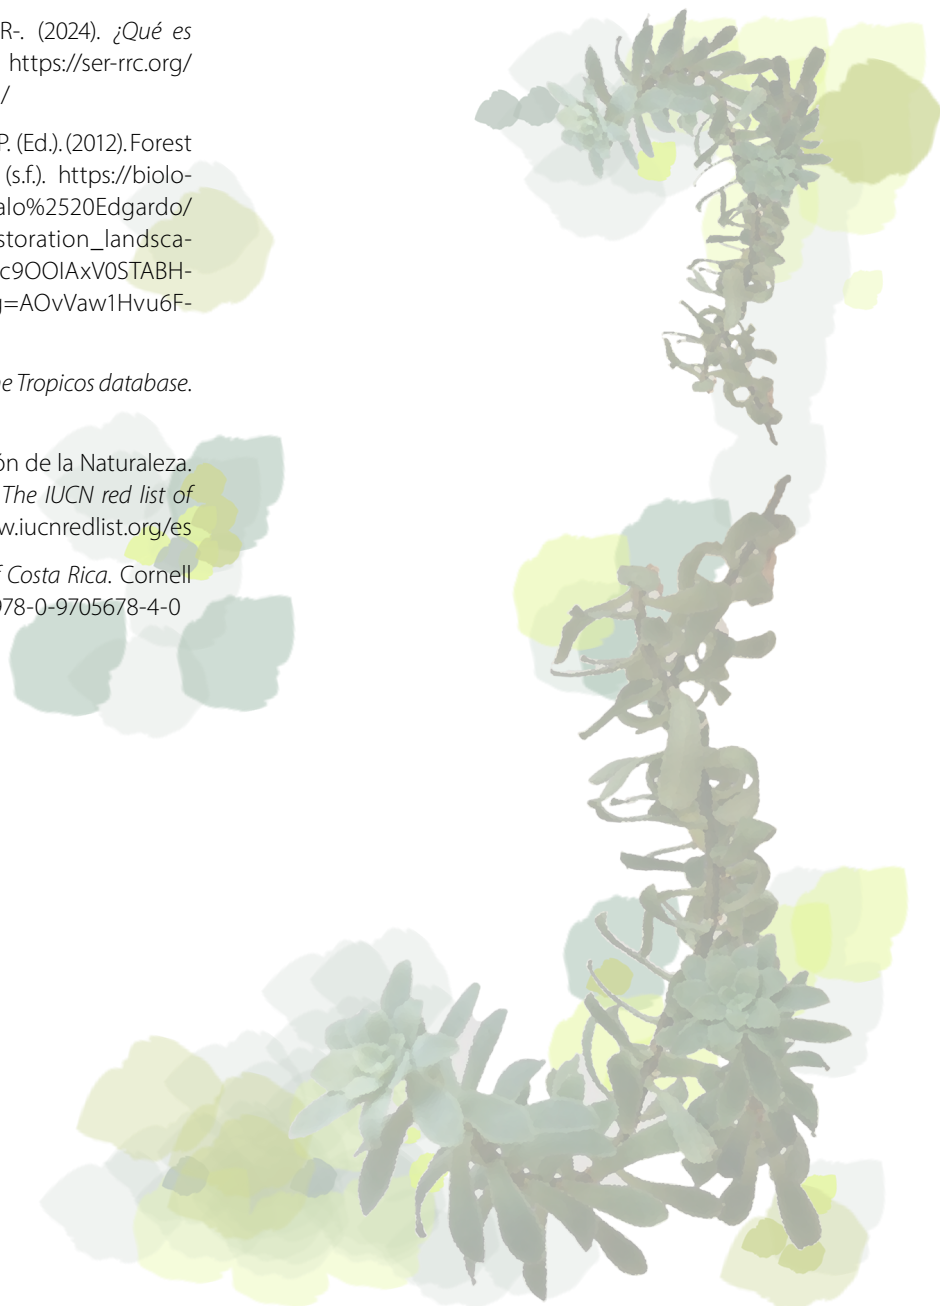 R-. (2024). ¿Qué es
https://ser-rrc.org/
/
P. (Ed.). (2012). Forest
(s.f.). https://biolo-
alo%2520Edgardo/
storation_landsca-
c9OOIAxV0STABH-
g=AOvVaw1Hvu6F-
ne Tropicos database.
ón de la Naturaleza.
The IUCN red list of
w.iucnredlist.org/es
f Costa Rica. Cornell
978-0-9705678-4-0